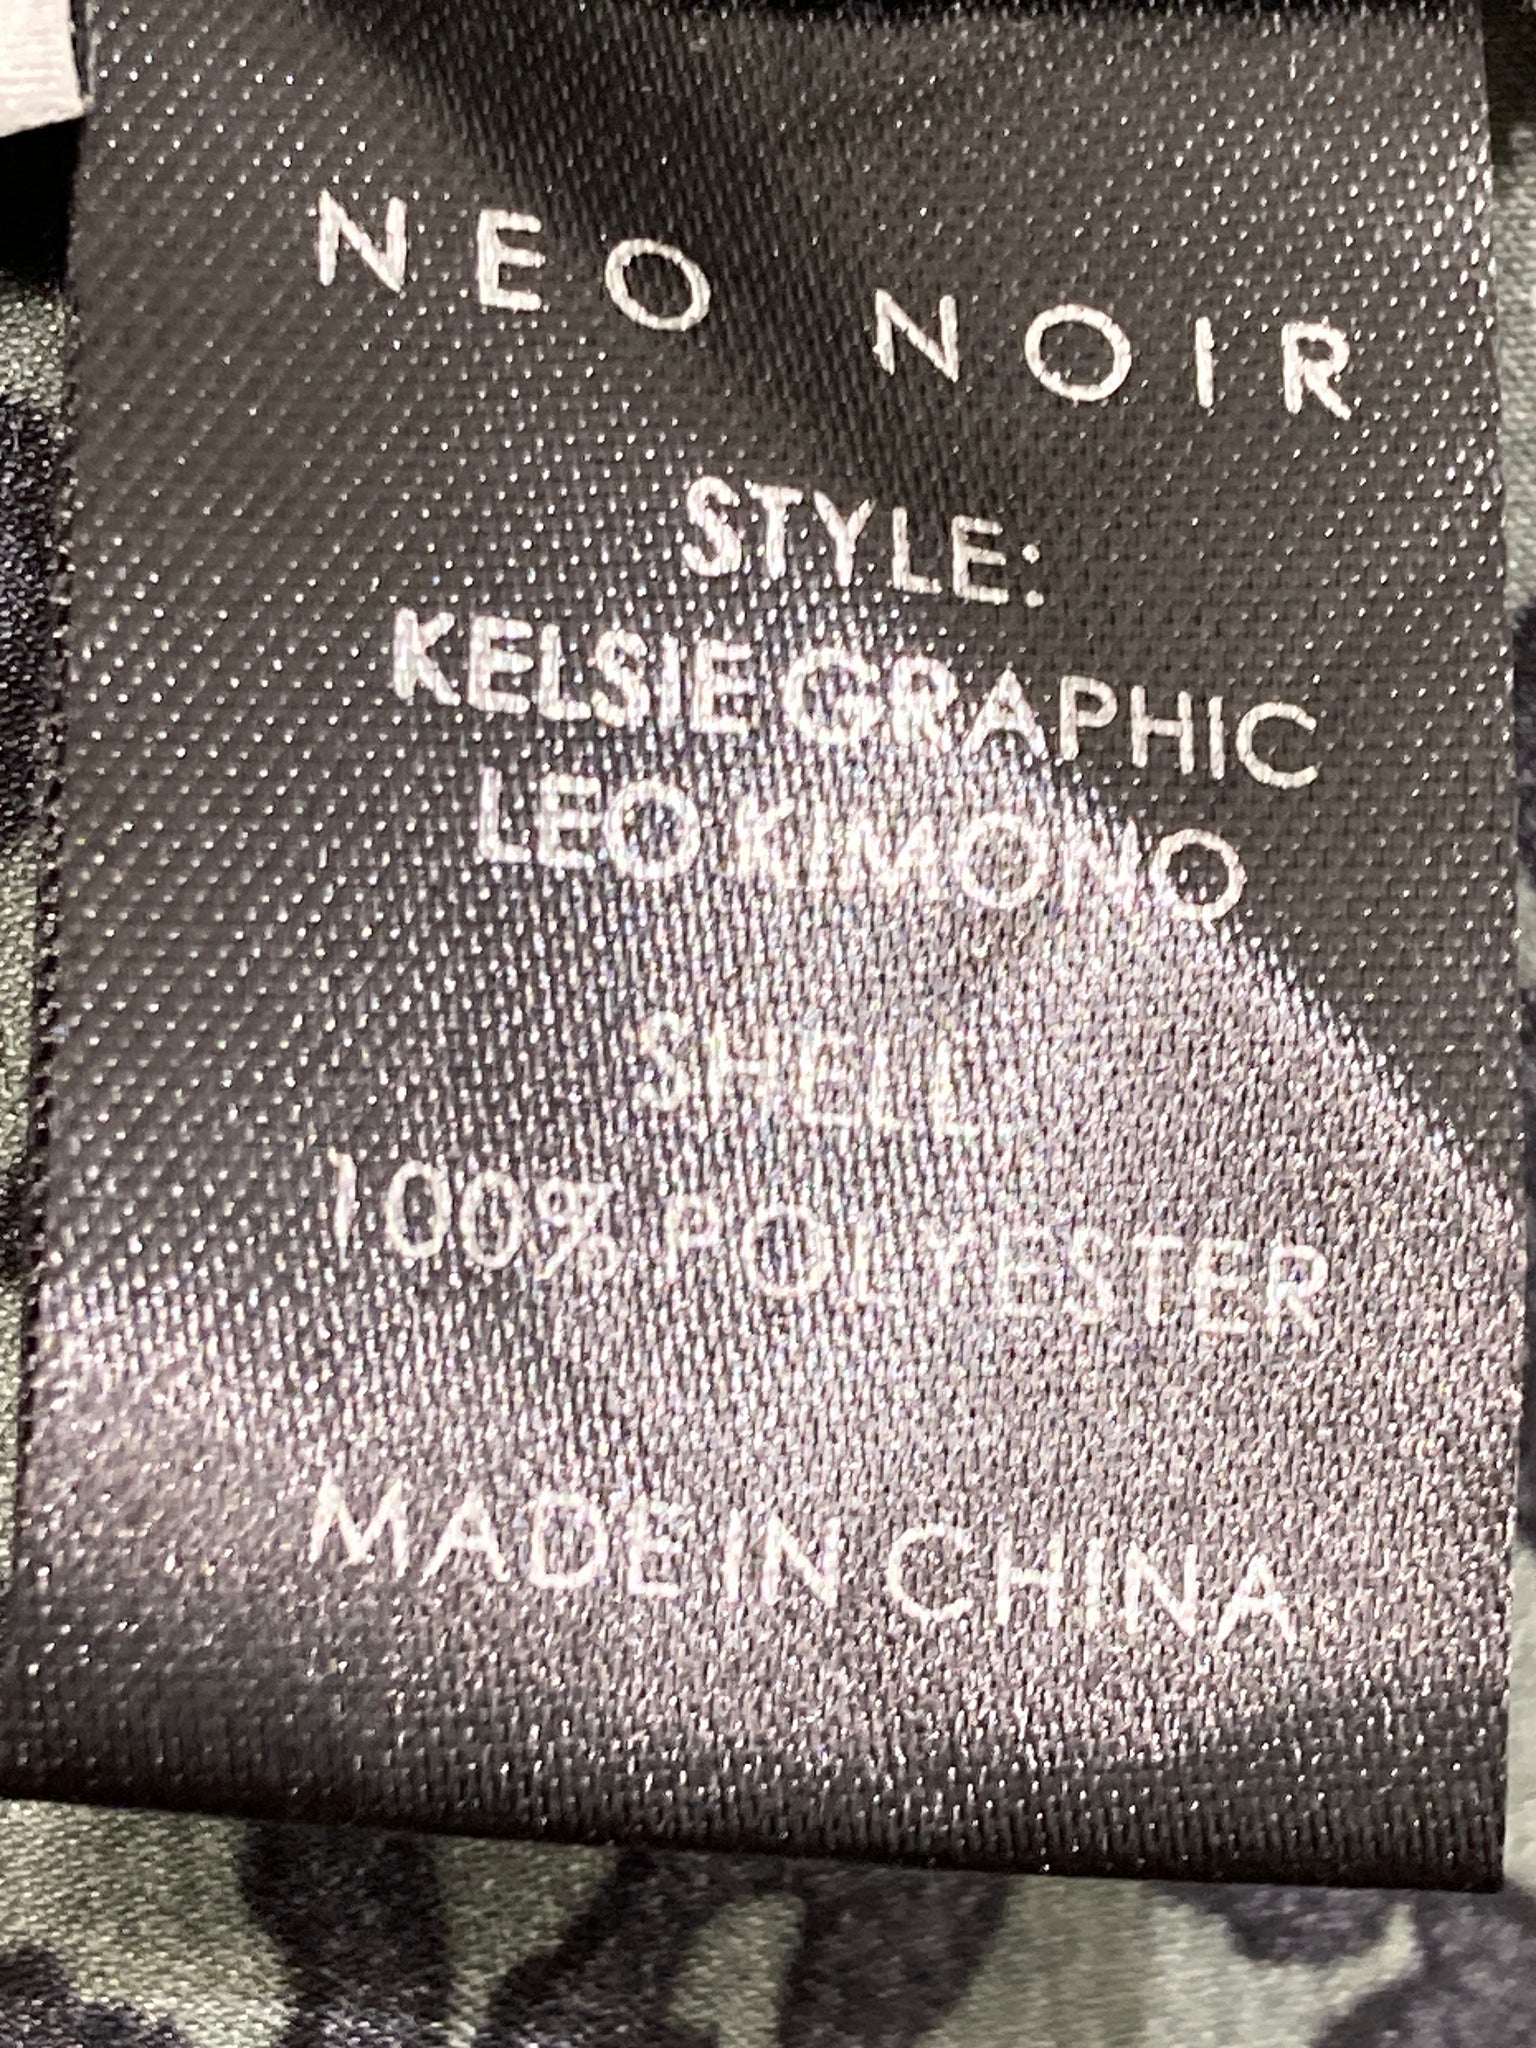 NEO NOIR
STYLE:
KELSIE GRAPHIC
LEO KIMONO
SHELL
100% POLYESTER
MADE IN CHINA